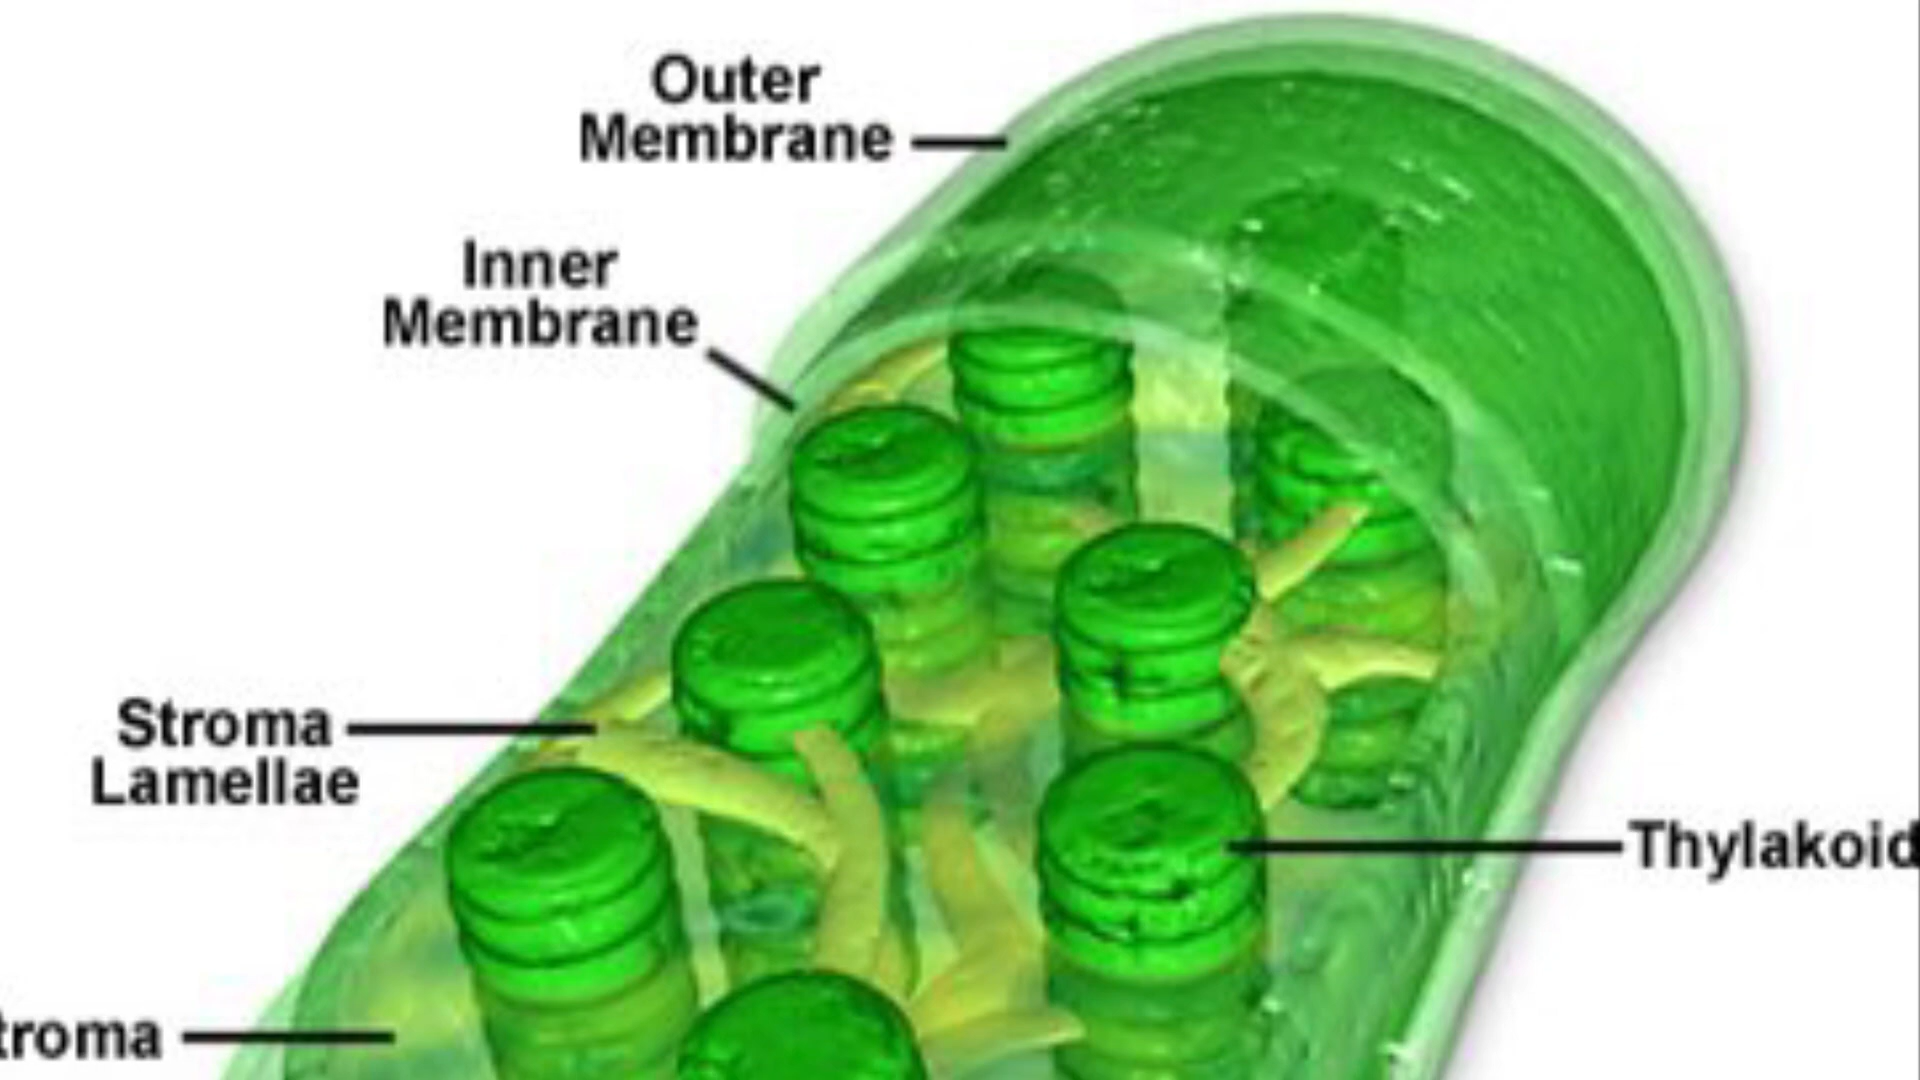 Outer
Membrane
Inner
Membrane
Stroma
Lamellae
Thylakoid
troma